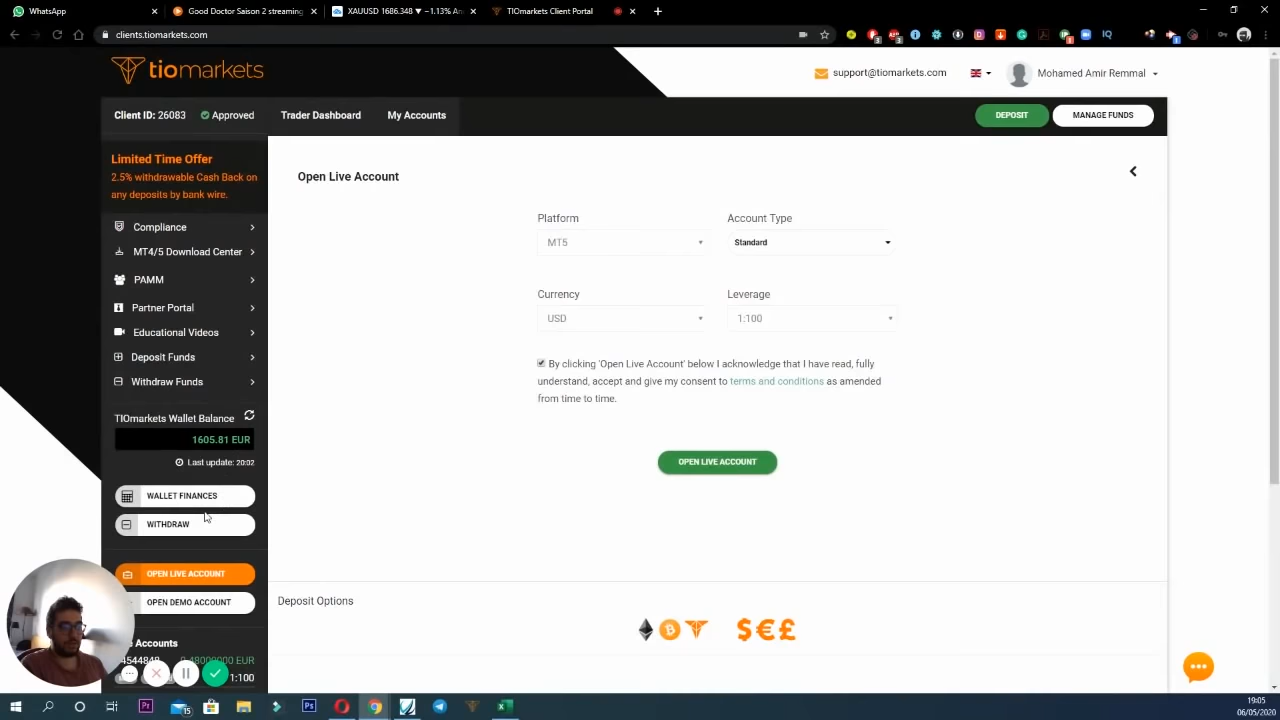 WhatsApp
Good Doctor Saison 2 streaming
XAUUSD 1686.348 ▼ −1.13%
TIOmarkets Client Portal
clients.tiomarkets.com
tiomarkets
support@tiomarkets.com
Mohamed Amir Remmal
Client ID: 26083
Approved
Trader Dashboard
My Accounts
DEPOSIT
MANAGE FUNDS
Limited Time Offer
2.5% withdrawable Cash Back on
any deposits by bank wire.
Compliance
MT4/5 Download Center
PAMM
Partner Portal
Educational Videos
Deposit Funds
Withdraw Funds
TIOmarkets Wallet Balance
1605.81 EUR
Last update: 20:02
WALLET FINANCES
WITHDRAW
OPEN LIVE ACCOUNT
OPEN DEMO ACCOUNT
Accounts
0.48000000 EUR
1:100
Open Live Account
Platform
Account Type
MT5
Standard
Currency
Leverage
USD
1:100
By clicking 'Open Live Account' below I acknowledge that I have read, fully
understand, accept and give my consent to terms and conditions as amended
from time to time.
OPEN LIVE ACCOUNT
Deposit Options
$ € £
19:05
06/05/2020